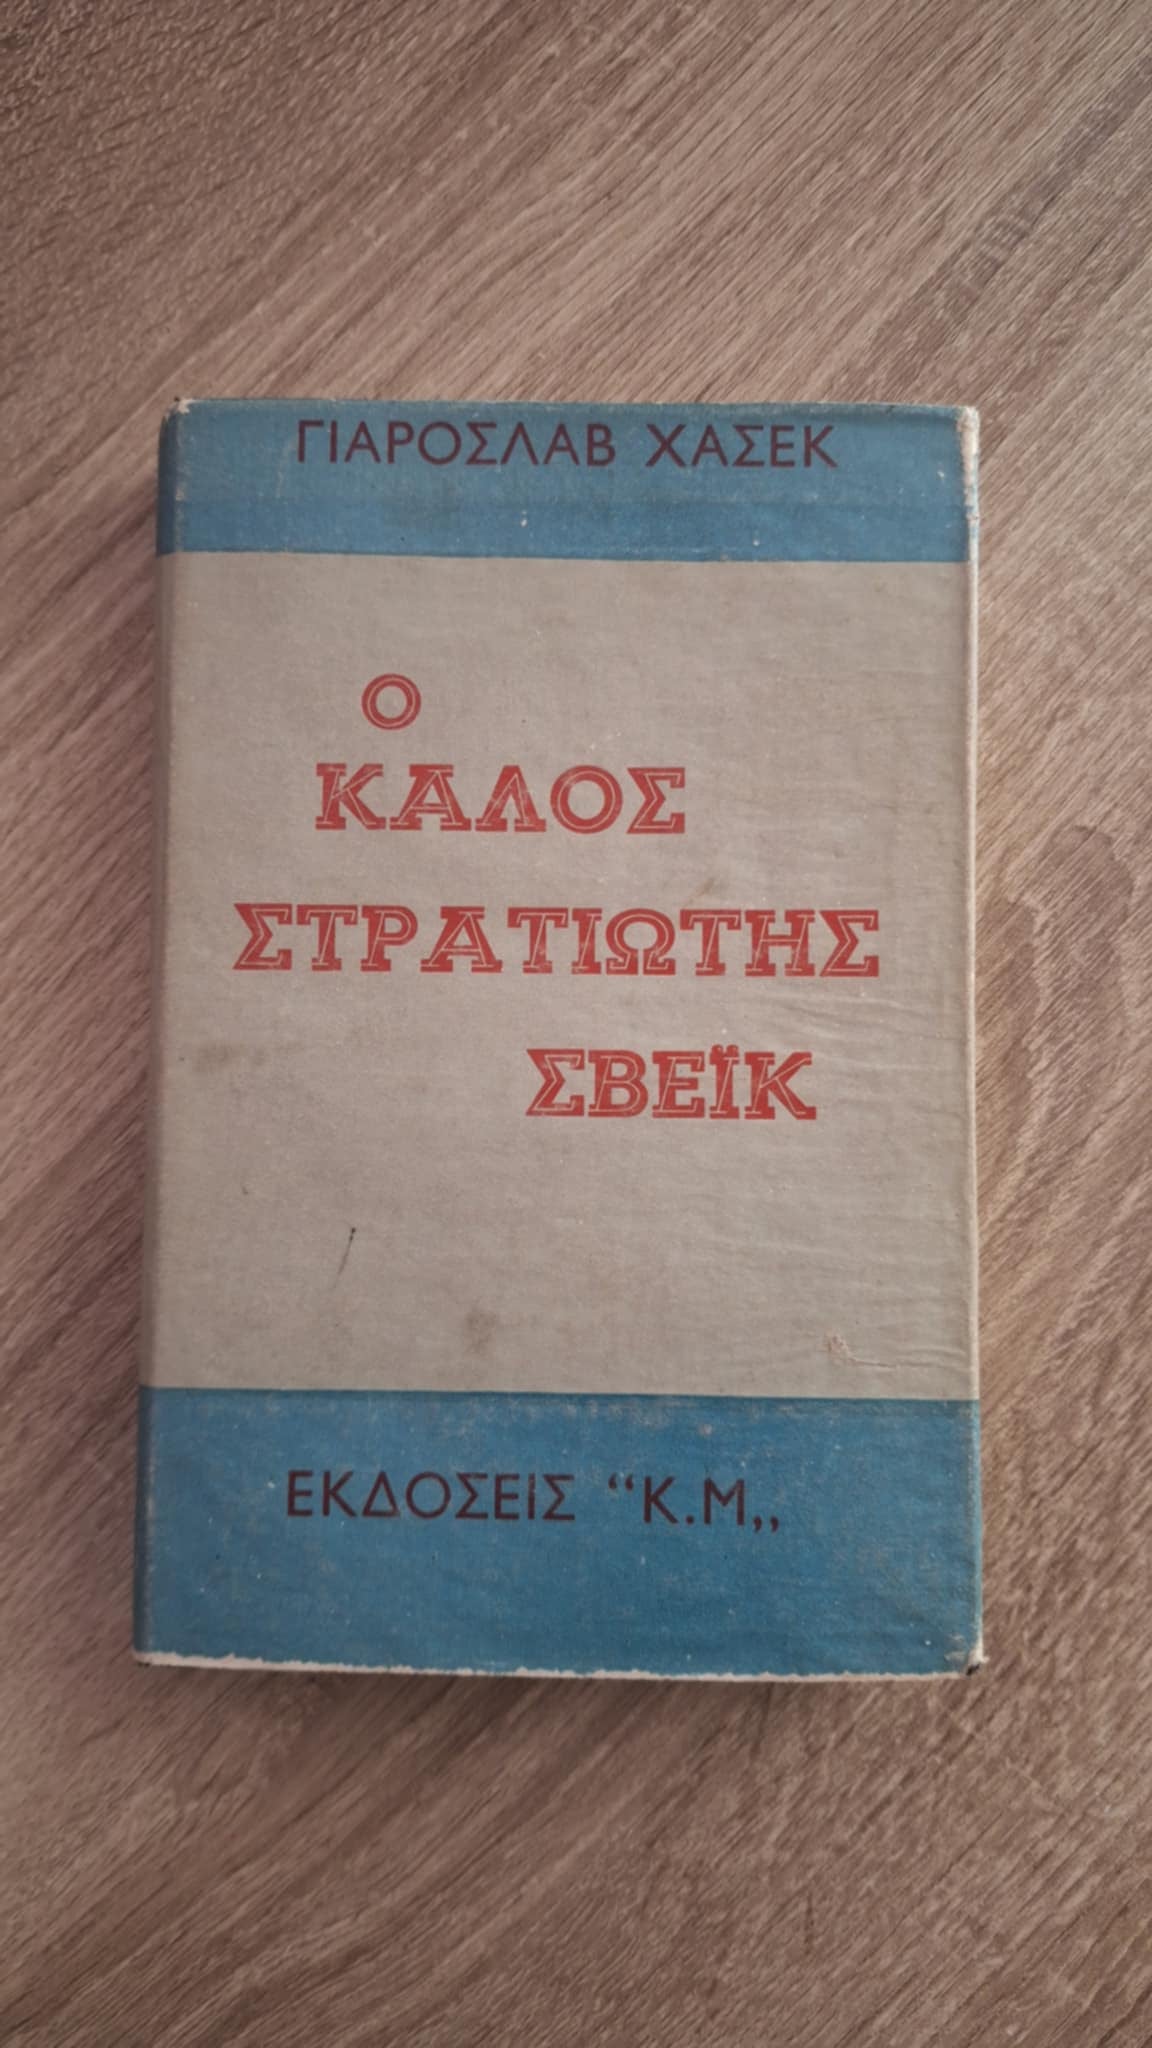 ΓΙΑΡΟΣΛΑΒ ΧΑΣΕΚ
Ο
ΚΑΛΟΣ
ΣΤΡΑΤΙΩΤΗΣ
ΣΒΕΪΚ
ΕΚΔΟΣΕΙΣ “Κ.Μ„